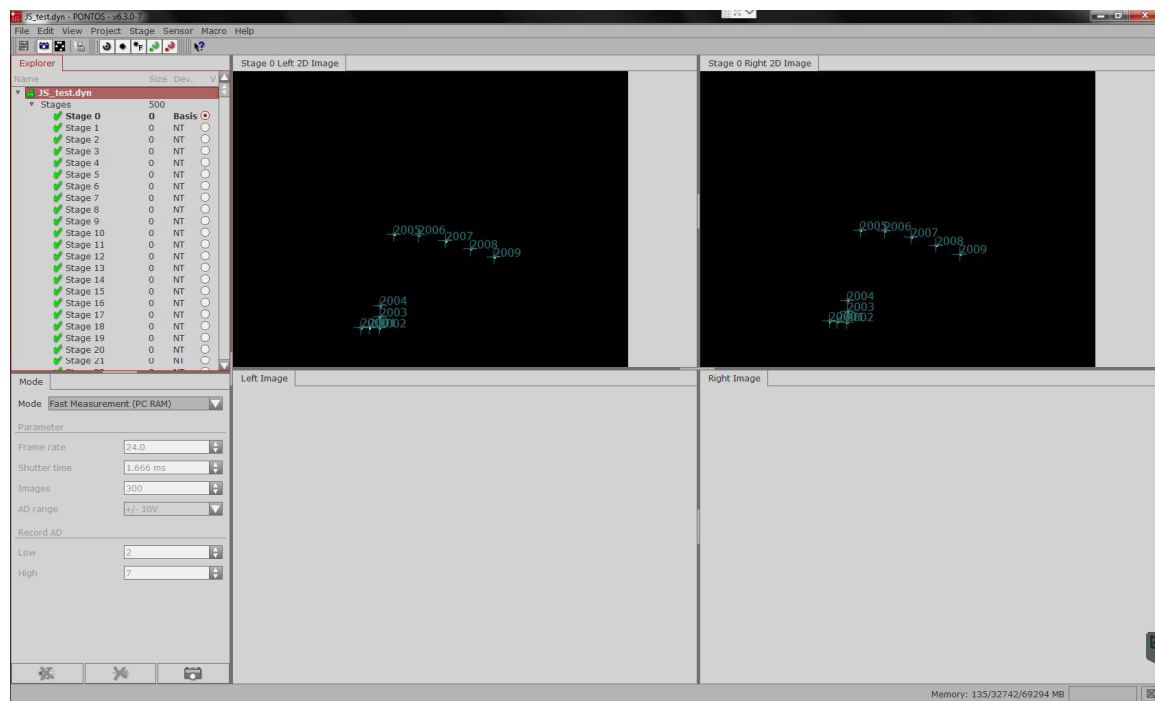 JS_test.dyn - PONTOS - v6.3.0-7
File Edit View Project Stage Sensor Macro Help
Explorer
Name Size Dev. V
JS_test.dyn
Stages 500
Stage 0 0 Basis
Stage 1 0 NT
Stage 2 0 NT
Stage 3 0 NT
Stage 4 0 NT
Stage 5 0 NT
Stage 6 0 NT
Stage 7 0 NT
Stage 8 0 NT
Stage 9 0 NT
Stage 10 0 NT
Stage 11 0 NT
Stage 12 0 NT
Stage 13 0 NT
Stage 14 0 NT
Stage 15 0 NT
Stage 16 0 NT
Stage 17 0 NT
Stage 18 0 NT
Stage 19 0 NT
Stage 20 0 NT
Stage 21 0 NT
Mode
Mode Fast Measurement (PC RAM)
Parameter
Frame rate 24.0
Shutter time 1.666 ms
Images 300
AD range +/- 10V
Record AD
Low 2
High 7
Stage 0 Left 2D Image
2005 2006 2007
2008
2009
2004
2003
2002
Stage 0 Right 2D Image
2005 2006 2007
2008
2009
2004
2003
2002
Left Image
Right Image
Memory: 135/32742/69294 MB